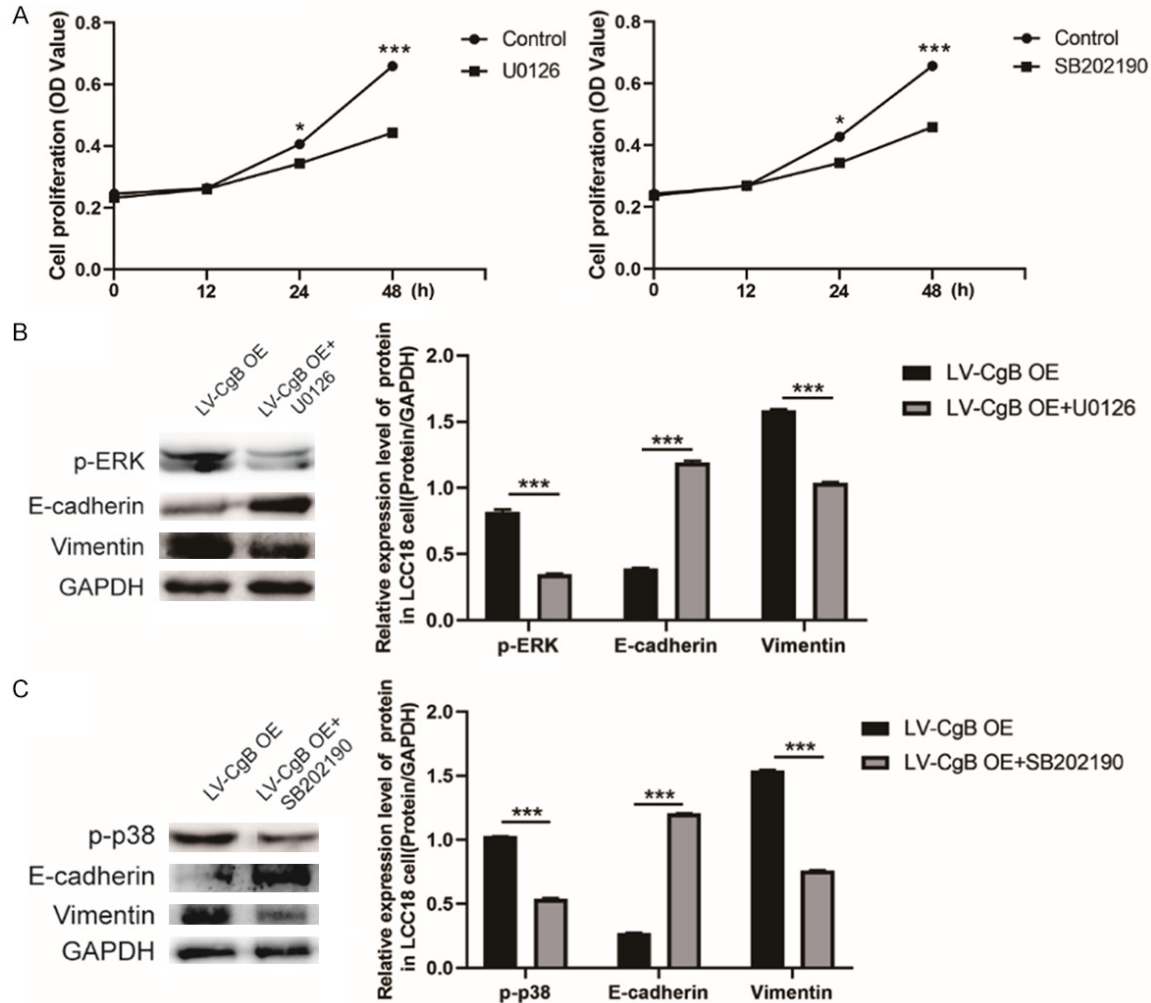 A
Cell proliferation (OD Value)
0.8
0.6
0.4
0.2
0.0
0
12
24
48 (h)
*
***
Control
U0126
Cell proliferation (OD Value)
0.8
0.6
0.4
0.2
0.0
0
12
24
48 (h)
*
***
Control
SB202190
B
LV-CgB OE
LV-CgB OE+
U0126
p-ERK
E-cadherin
Vimentin
GAPDH
Relative expression level of protein
in LCC18 cell(Protein/GAPDH)
2.0
1.5
1.0
0.5
0.0
***
***
***
p-ERK
E-cadherin
Vimentin
LV-CgB OE
LV-CgB OE+U0126
C
LV-CgB OE
LV-CgB OE+
SB202190
p-p38
E-cadherin
Vimentin
GAPDH
Relative expression level of protein
in LCC18 cell(Protein/GAPDH)
2.0
1.5
1.0
0.5
0.0
***
***
***
p-p38
E-cadherin
Vimentin
LV-CgB OE
LV-CgB OE+SB202190